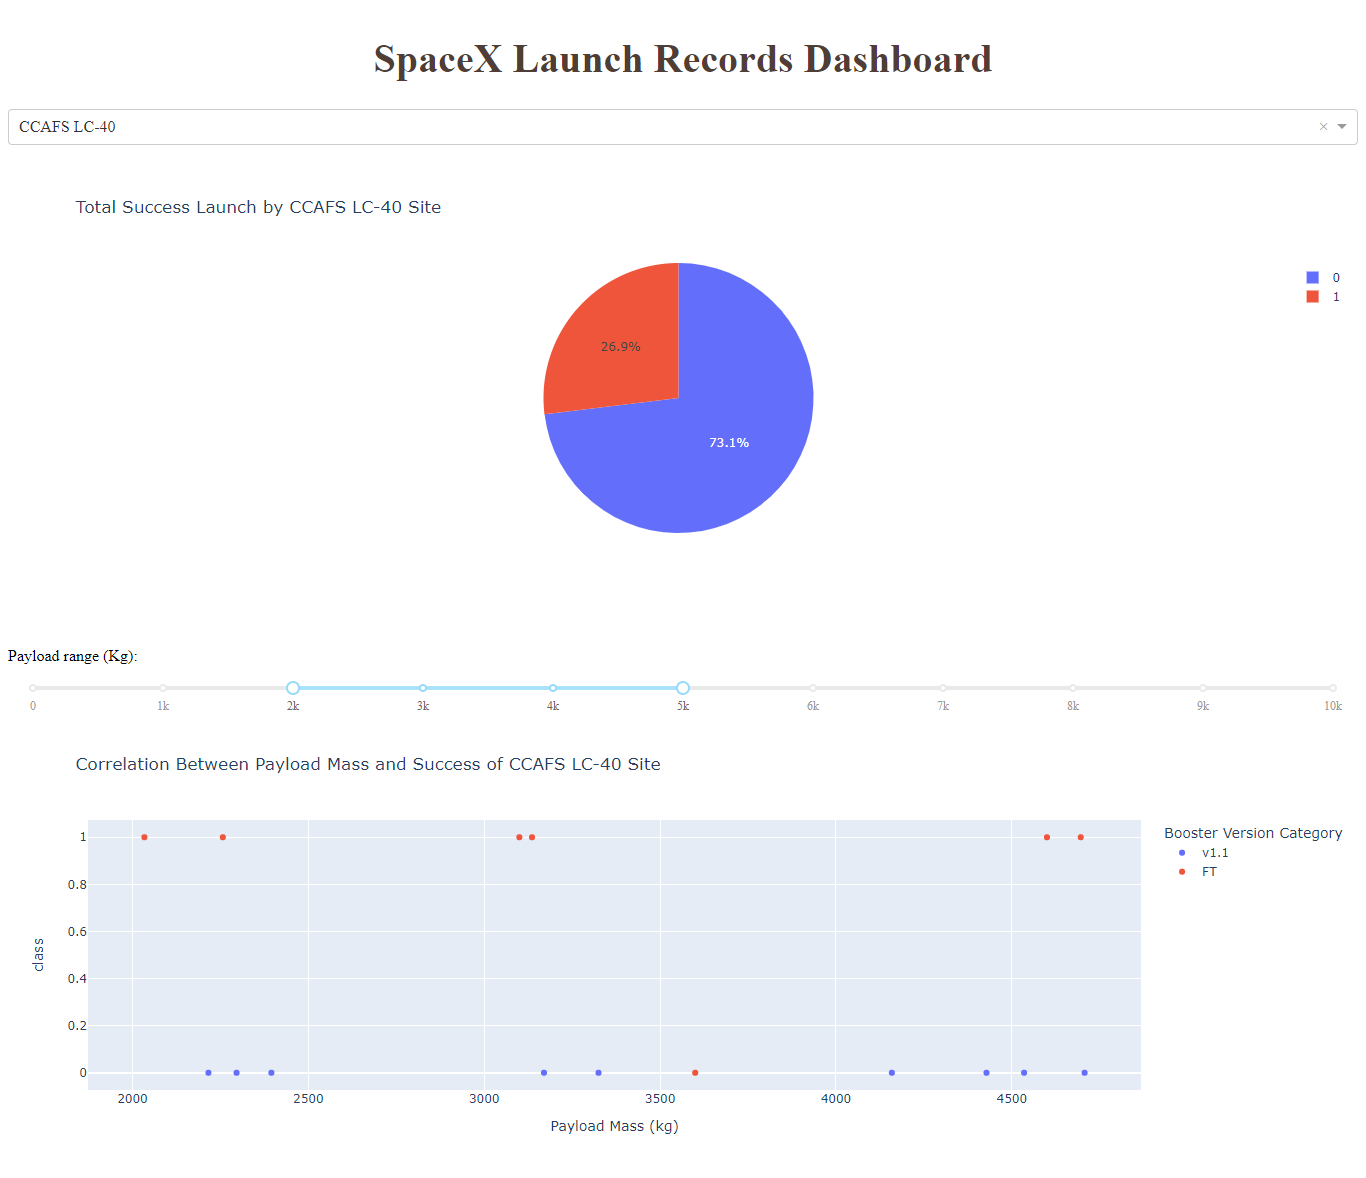 SpaceX Launch Records Dashboard
CCAFS LC-40
×
Total Success Launch by CCAFS LC-40 Site
0
1
26.9%
73.1%
Payload range (Kg):
0 1k 2k 3k 4k 5k 6k 7k 8k 9k 10k
Correlation Between Payload Mass and Success of CCAFS LC-40 Site
1
0.8
0.6
0.4
0.2
0
class
2000 2500 3000 3500 4000 4500
Payload Mass (kg)
Booster Version Category
v1.1
FT